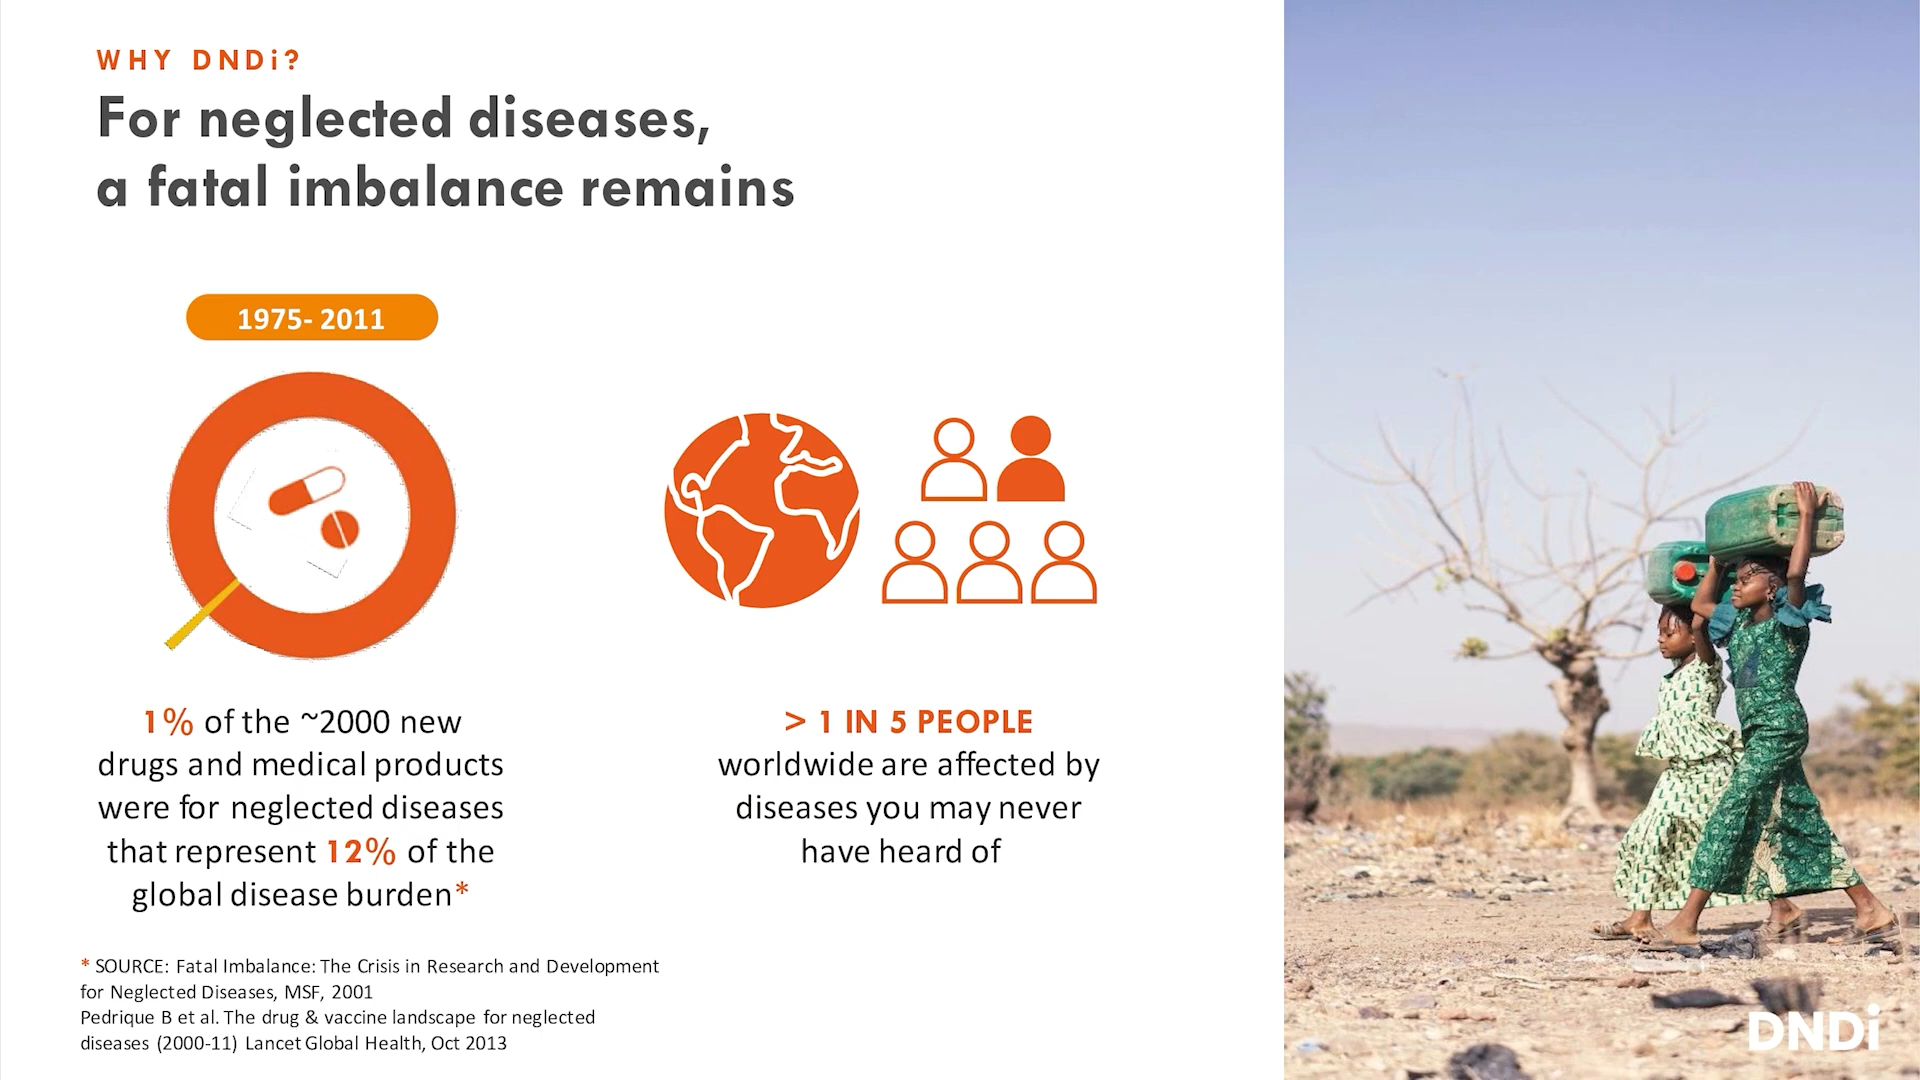 WHY DNDi?
For neglected diseases,
a fatal imbalance remains
1975- 2011
1% of the ~2000 new
drugs and medical products
were for neglected diseases
that represent 12% of the
global disease burden*
> 1 IN 5 PEOPLE
worldwide are affected by
diseases you may never
have heard of
* SOURCE: Fatal Imbalance: The Crisis in Research and Development
for Neglected Diseases, MSF, 2001
Pedrique B et al. The drug & vaccine landscape for neglected
diseases (2000-11) Lancet Global Health, Oct 2013
DNDi